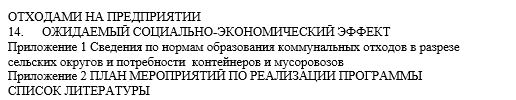 ОТХОДАМИ НА ПРЕДПРИЯТИИ
14. ОЖИДАЕМЫЙ СОЦИАЛЬНО-ЭКОНОМИЧЕСКИЙ ЭФФЕКТ
Приложение 1 Сведения по нормам образования коммунальных отходов в разрезе
сельских округов и потребности контейнеров и мусоровозов
Приложение 2 ПЛАН МЕРОПРИЯТИЙ ПО РЕАЛИЗАЦИИ ПРОГРАММЫ
СПИСОК ЛИТЕРАТУРЫ